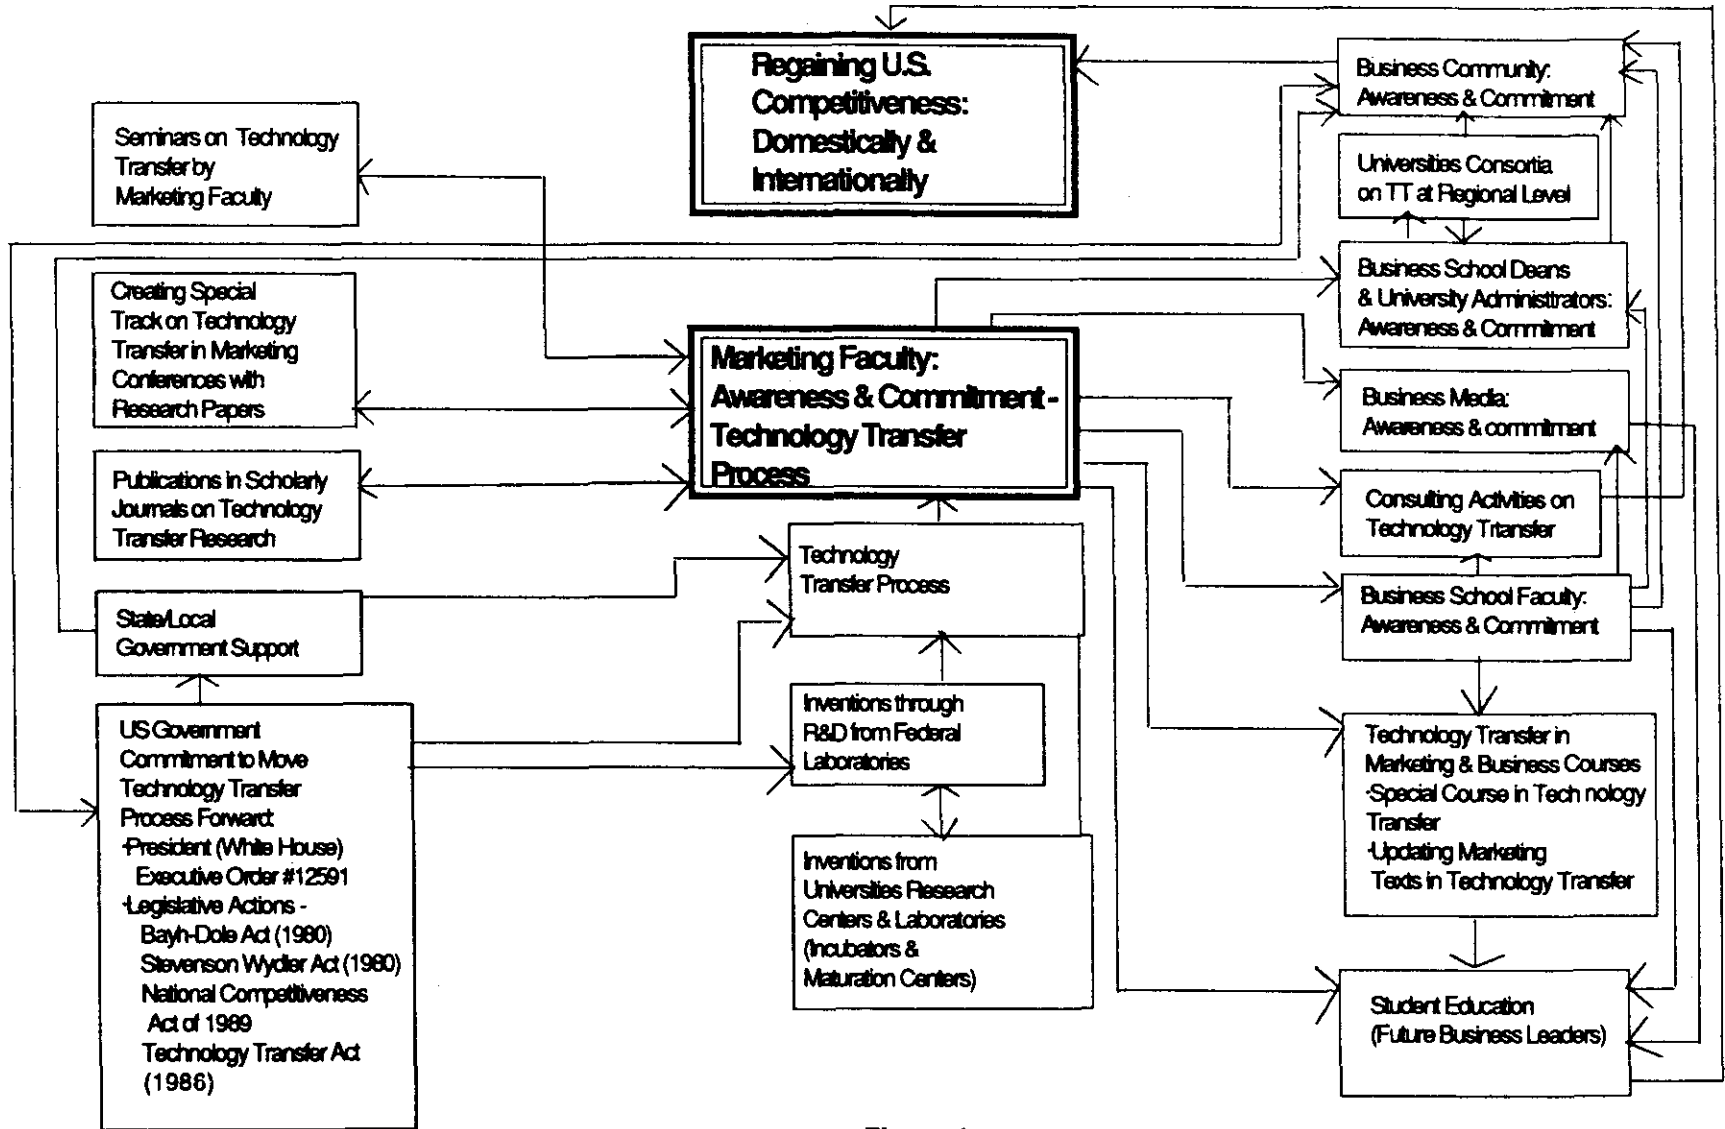 Regaining U.S.
Competitiveness:
Domestically &
Internationally
Business Community:
Awareness & Commitment
Seminars on Technology
Transfer by
Marketing Faculty
Universities Consortia
on TT at Regional Level
Creating Special
Track on Technology
Transfer in Marketing
Conferences with
Research Papers
Business School Deans
& University Administtrators:
Awareness & Commitment
Marketing Faculty:
Awareness & Commitment -
Technology Transfer
Process
Business Media:
Awareness & commitment
Publications in Scholarly
Journals on Technology
Transfer Research
Consulting Activities on
Technology Trtansfer
Technology
Transfer Process
Business School Faculty:
Awareness & Commitment
State/Local
Government Support
US Government
Commitment to Move
Technology Transfer
Process Forward:
-President (White House)
Executive Order #12591
-Legislative Actions -
Bayh-Dole Act (1980)
Stevenson Wydler Act (1980)
National Competitiveness
Act of 1989
Technology Transfer Act
(1986)
Inventions through
R&D from Federal
Laboratories
Inventions from
Universities Research
Centers & Laboratories
(Incubators &
Maturation Centers)
Technology Transfer in
Marketing & Business Courses
-Special Course in Tech nology
Transfer
-Updating Marketing
Texts in Technology Transfer
Student Education
(Future Business Leaders)